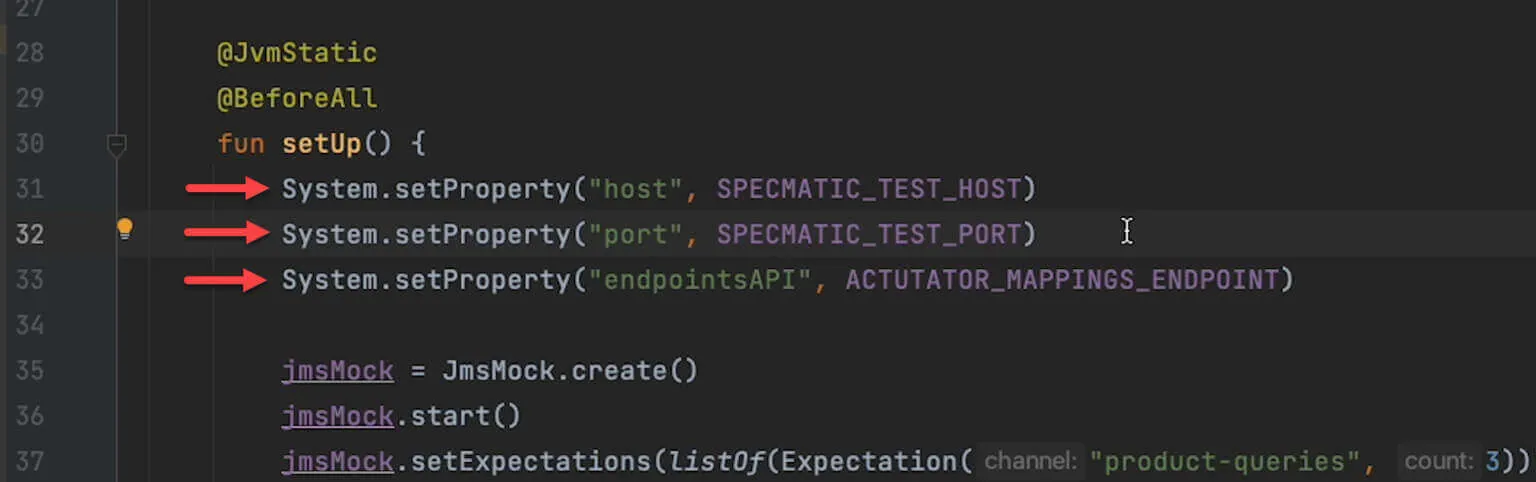 27
28 @JvmStatic
29 @BeforeAll
30 fun setUp() {
31 System.setProperty("host", SPECMATIC_TEST_HOST)
32 System.setProperty("port", SPECMATIC_TEST_PORT)
33 System.setProperty("endpointsAPI", ACTUTATOR_MAPPINGS_ENDPOINT)
34
35 jmsMock = JmsMock.create()
36 jmsMock.start()
37 jmsMock.setExpectations(listOf(Expectation( channel: "product-queries", count: 3))